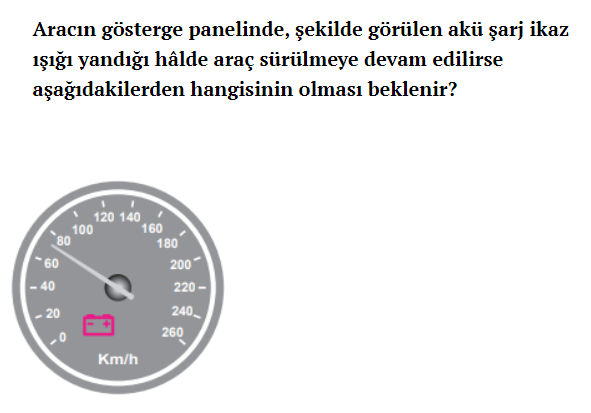 Aracın gösterge panelinde, şekilde görülen akü şarj ikaz
ışığı yandığı hâlde araç sürülmeye devam edilirse
aşağıdakilerden hangisinin olması beklenir?
120 140
100 160
80 180
60 200
40 220
20 240
- +
0 260
Km/h